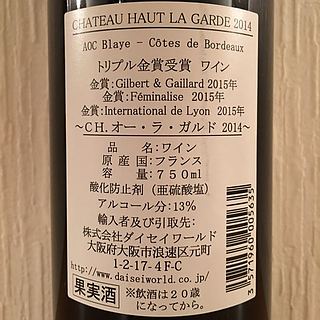 CHATEAU HAUT LA GARDE 2014
AOC Blaye – Côtes de Bordeaux
トリプル金賞受賞 ワイン
金賞:Gilbert & Gaillard 2015年
金賞:Féminalise 2015年
金賞:International de Lyon 2015年
～CH.オー・ラ・ガルド 2014～
品 名:ワイン
原 産 国:フランス
容 量:750ml
酸化防止剤（亜硫酸塩）
アルコール分:13%
輸入者及び引取先:
株式会社ダイセイワールド
大阪府大阪市浪速区元町
1-2-17-4F-C
http://www.daiseiworld.co.jp/
果実酒
※飲酒は20歳
になってから。
3571960005635